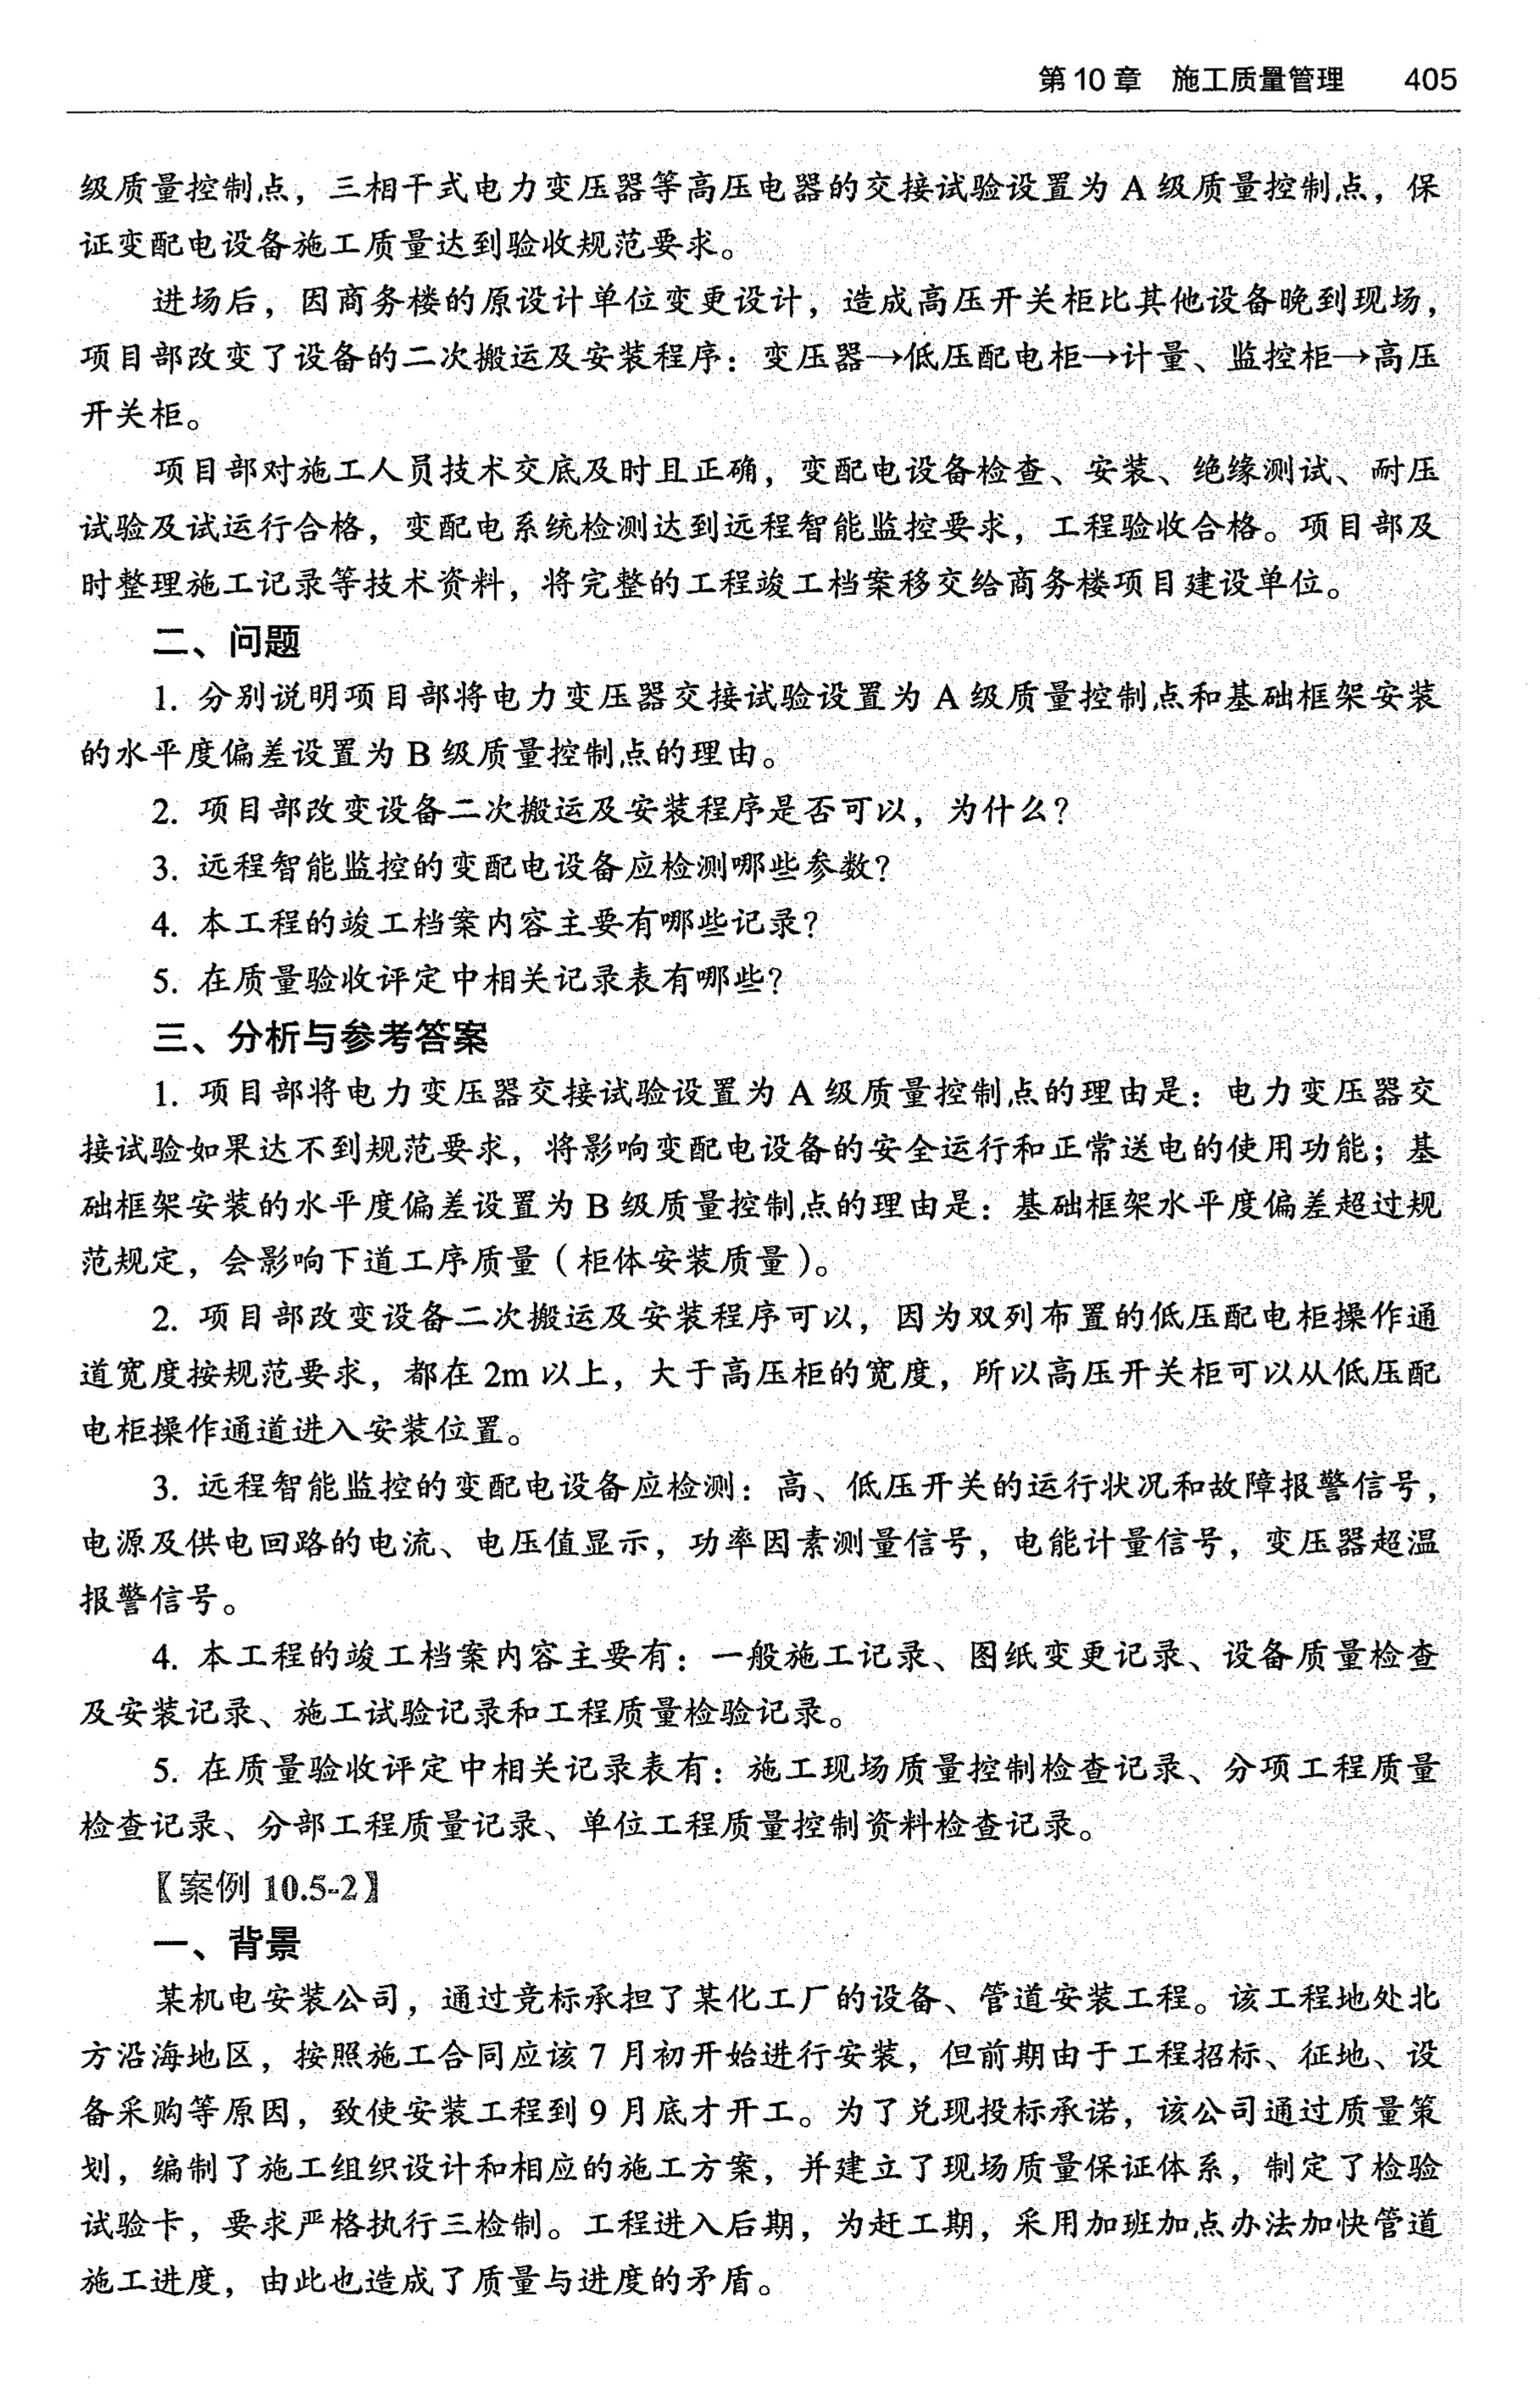 第10章 施工质量管理 405
级质量控制点，三相干式电力变压器等高压电器的交接试验设置为 A 级质量控制点，保
证变配电设备施工质量达到验收规范要求。
进场后，因商务楼的原设计单位变更设计，造成高压开关柜比其他设备晚到现场，
项目部改变了设备的二次搬运及安装程序：变压器→低压配电柜→计量、监控柜→高压
开关柜。
项目部对施工人员技术交底及时且正确，变配电设备检查、安装、绝缘测试、耐压
试验及试运行合格，变配电系统检测达到远程智能监控要求，工程验收合格。项目部及
时整理施工记录等技术资料，将完整的工程竣工档案移交给商务楼项目建设单位。
二、问题
1. 分别说明项目部将电力变压器交接试验设置为 A 级质量控制点和基础框架安装
的水平度偏差设置为 B 级质量控制点的理由。
2. 项目部改变设备二次搬运及安装程序是否可以，为什么？
3. 远程智能监控的变配电设备应检测哪些参数？
4. 本工程的竣工档案内容主要有哪些记录？
5. 在质量验收评定中相关记录表有哪些？
三、分析与参考答案
1. 项目部将电力变压器交接试验设置为 A 级质量控制点的理由是：电力变压器交
接试验如果达不到规范要求，将影响变配电设备的安全运行和正常送电的使用功能；基
础框架安装的水平度偏差设置为 B 级质量控制点的理由是：基础框架水平度偏差超过规
范规定，会影响下道工序质量（柜体安装质量）。
2. 项目部改变设备二次搬运及安装程序可以，因为双列布置的低压配电柜操作通
道宽度按规范要求，都在 2m 以上，大于高压柜的宽度，所以高压开关柜可以从低压配
电柜操作通道进入安装位置。
3. 远程智能监控的变配电设备应检测：高、低压开关的运行状况和故障报警信号，
电源及供电回路的电流、电压值显示，功率因素测量信号，电能计量信号，变压器超温
报警信号。
4. 本工程的竣工档案内容主要有：一般施工记录、图纸变更记录、设备质量检查
及安装记录、施工试验记录和工程质量检验记录。
5. 在质量验收评定中相关记录表有：施工现场质量控制检查记录、分项工程质量
检查记录、分部工程质量记录、单位工程质量控制资料检查记录。
【案例 10.5-2】
一、背景
某机电安装公司，通过竞标承担了某化工厂的设备、管道安装工程。该工程地处北
方沿海地区，按照施工合同应该 7 月初开始进行安装，但前期由于工程招标、征地、设
备采购等原因，致使安装工程到 9 月底才开工。为了兑现投标承诺，该公司通过质量策
划，编制了施工组织设计和相应的施工方案，并建立了现场质量保证体系，制定了检验
试验卡，要求严格执行三检制。工程进入后期，为赶工期，采用加班加点办法加快管道
施工进度，由此也造成了质量与进度的矛盾。